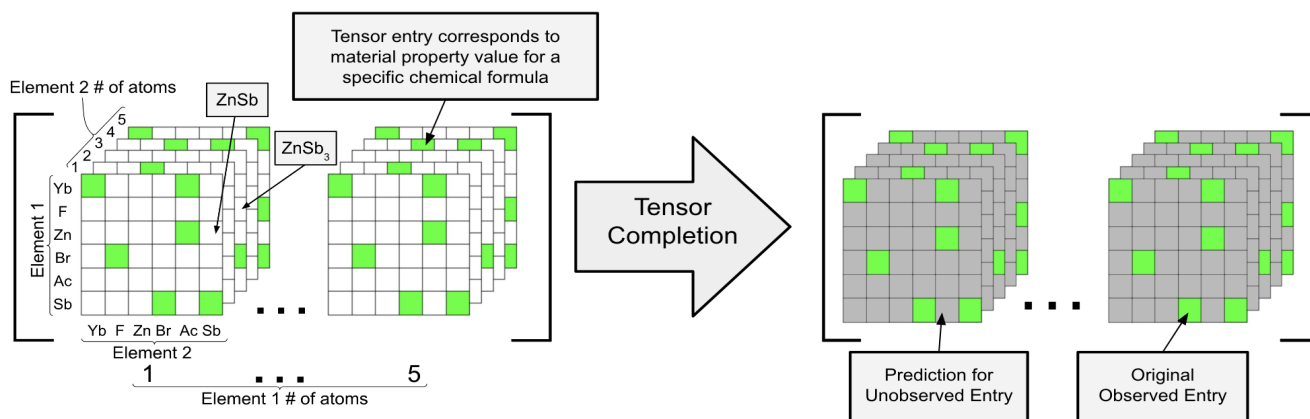 Tensor entry corresponds to
material property value for a
specific chemical formula
Element 2 # of atoms
ZnSb
ZnSb₃
1 2 3 4 5
Element 1
Yb
F
Zn
Br
Ac
Sb
Yb F Zn Br Ac Sb
Element 2
1 ... 5
Element 1 # of atoms
...
Tensor
Completion
...
Prediction for
Unobserved Entry
Original
Observed Entry